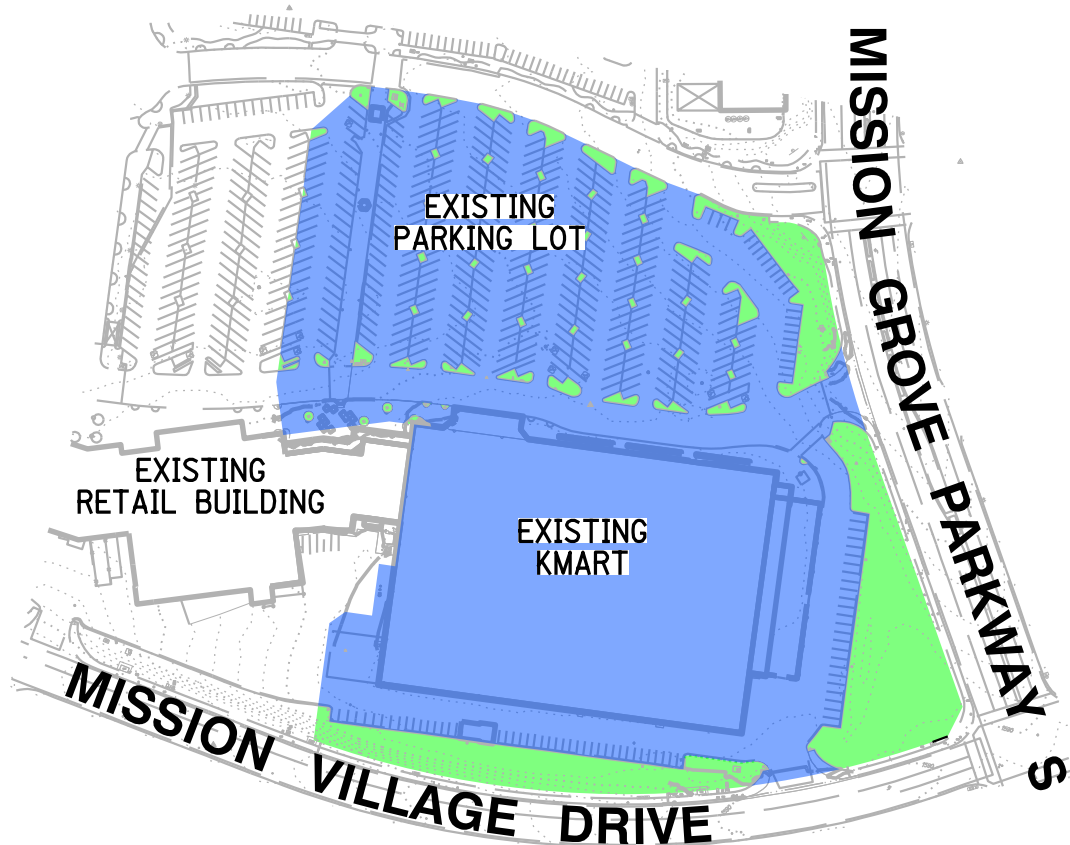 MISSION GROVE PARKWAY S
EXISTING
PARKING LOT
EXISTING
RETAIL BUILDING
EXISTING
KMART
MISSION VILLAGE DRIVE